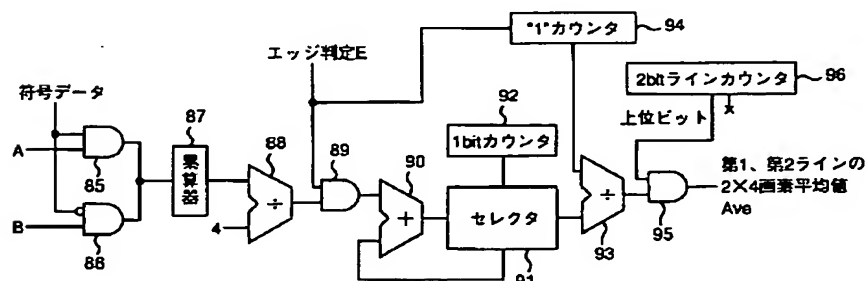 "1"カウンタ
94
エッジ判定E
2bitラインカウンタ
96
符号データ
上位ビット
92
87
1bitカウンタ
88
89
90
A
85
乗算器
セレクタ
÷
+
÷
第1、第2ラインの
2×4画素平均値
Ave
B
4
86
91
93
95